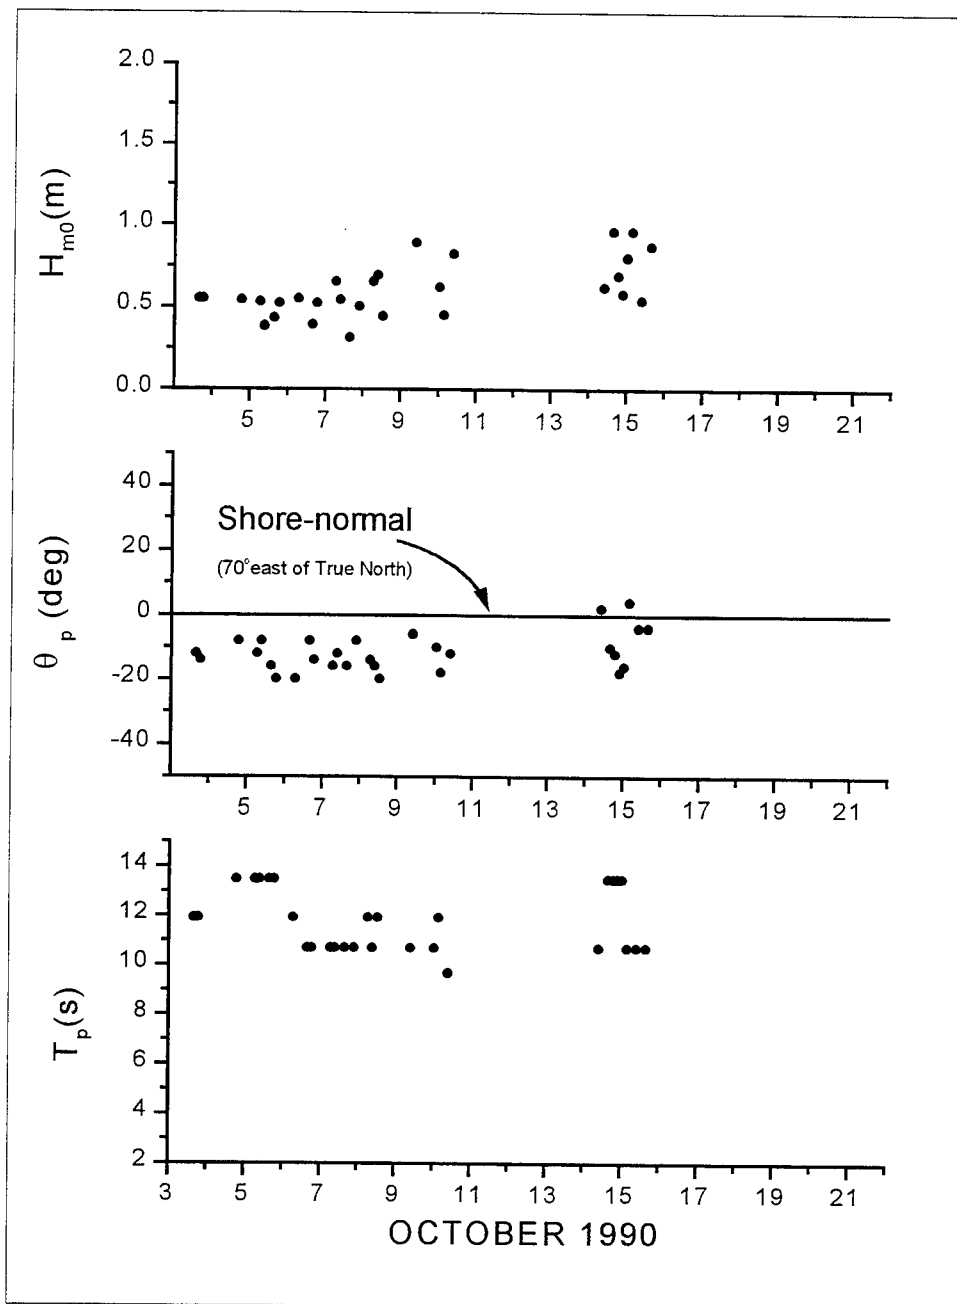 2.0
1.5
1.0
0.5
0.0
H_m0(m)
5 7 9 11 13 15 17 19 21
40
20
0
-20
-40
θ_p (deg)
Shore-normal
(70°east of True North)
5 7 9 11 13 15 17 19 21
14
12
10
8
6
4
2
T_p(s)
3 5 7 9 11 13 15 17 19 21
OCTOBER 1990